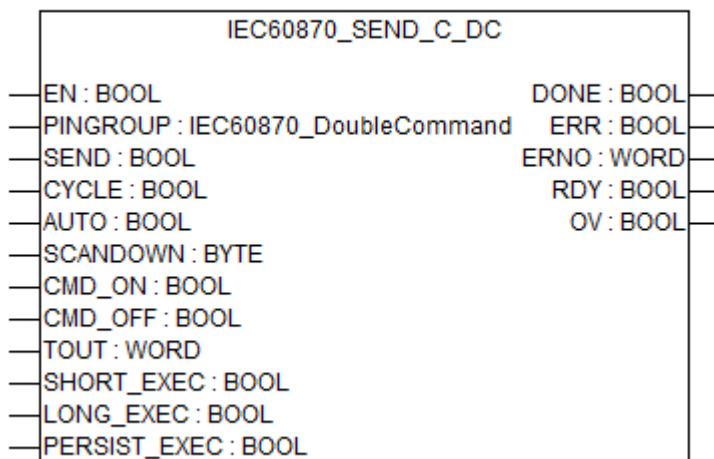 IEC60870_SEND_C_DC
EN : BOOL DONE : BOOL
PINGROUP : IEC60870_DoubleCommand ERR : BOOL
SEND : BOOL ERNO : WORD
CYCLE : BOOL RDY : BOOL
AUTO : BOOL OV : BOOL
SCANDOWN : BYTE
CMD_ON : BOOL
CMD_OFF : BOOL
TOUT : WORD
SHORT_EXEC : BOOL
LONG_EXEC : BOOL
PERSIST_EXEC : BOOL